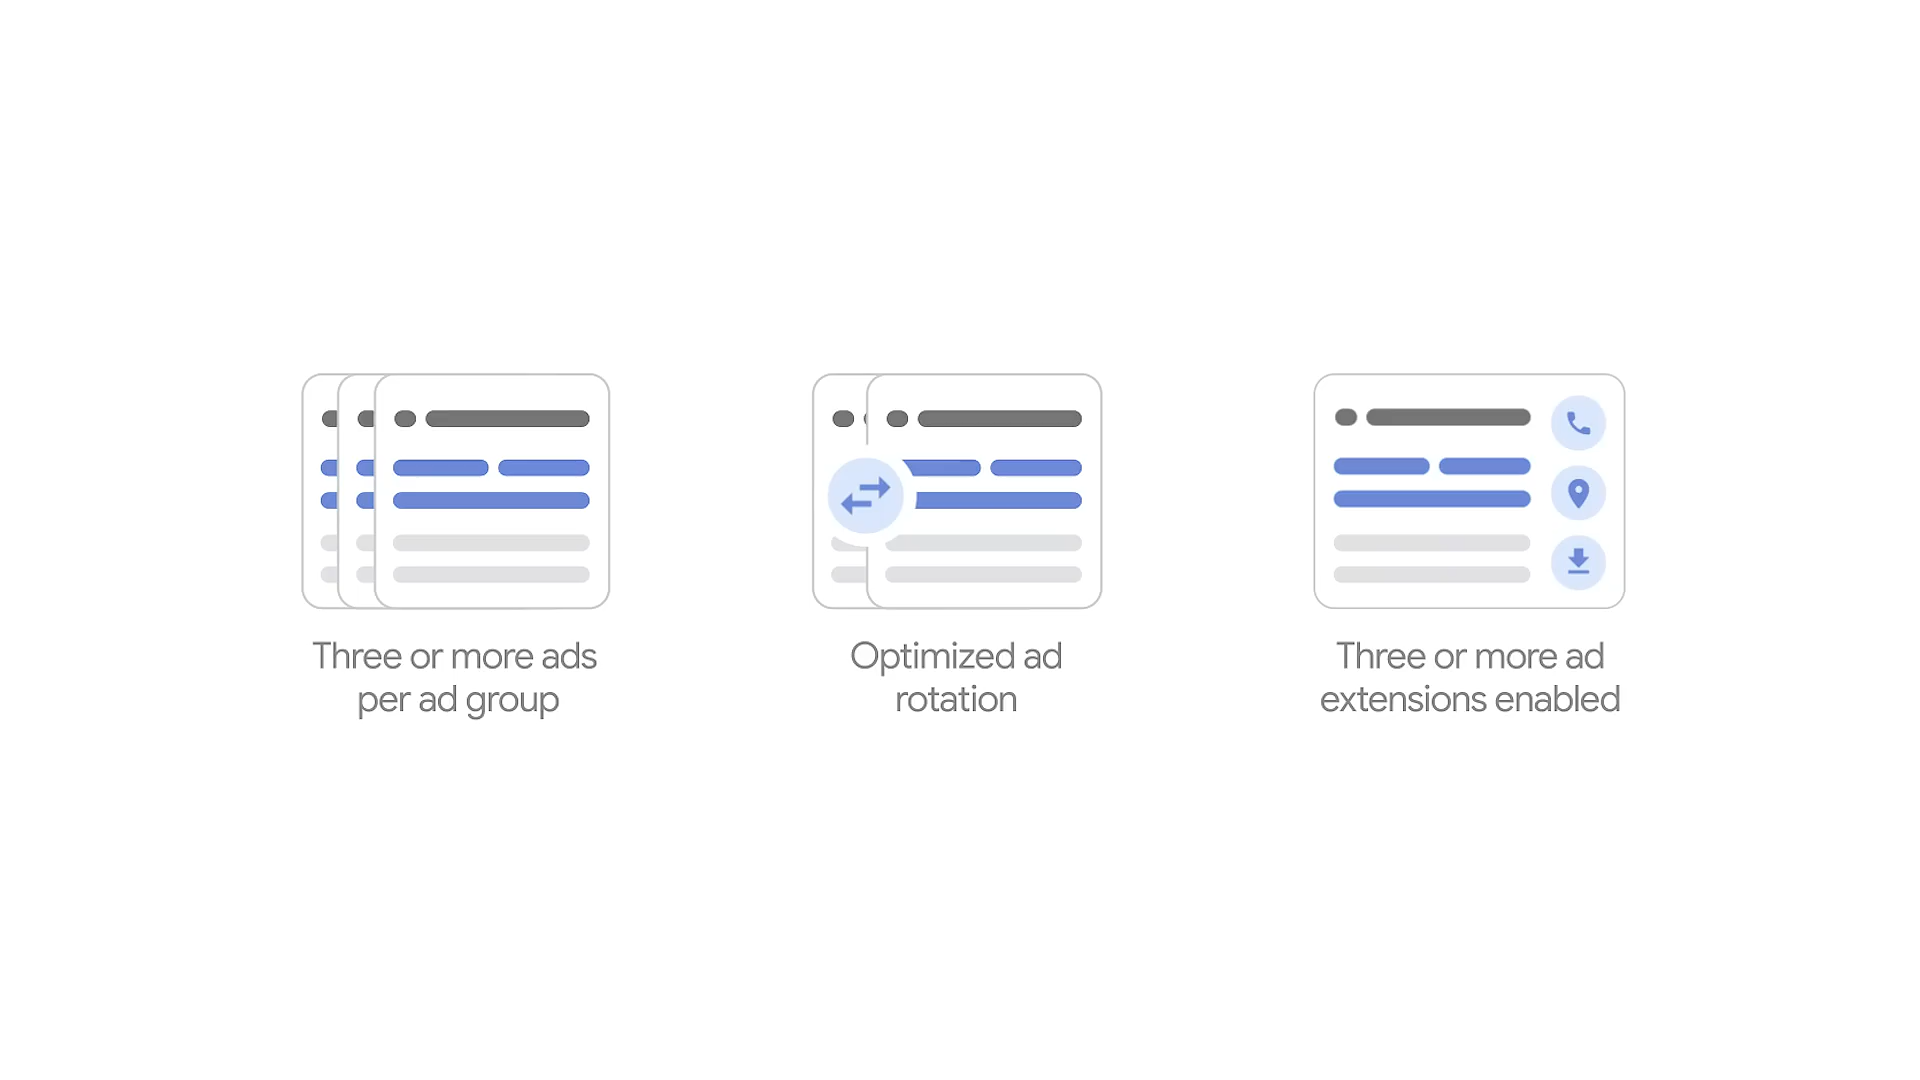 Three or more ads
per ad group
Optimized ad
rotation
Three or more ad
extensions enabled